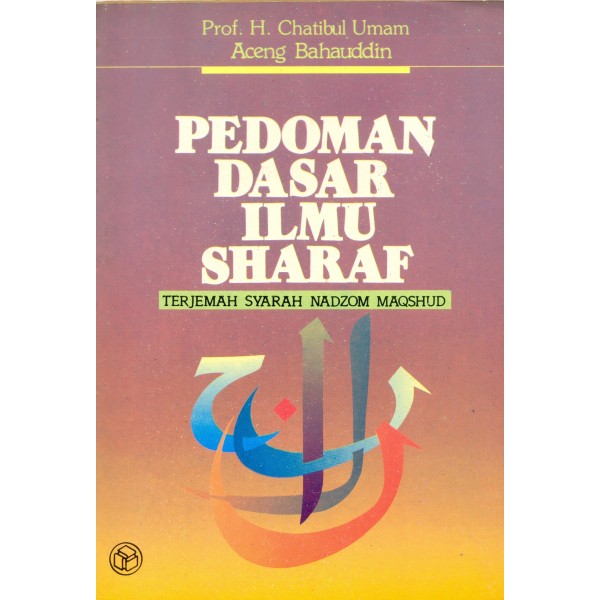 Prof. H. Chatibul Umam
Aceng Bahauddin
PEDOMAN
DASAR
ILMU
SHARAF
TERJEMAH SYARAH NADZOM MAQSHUD